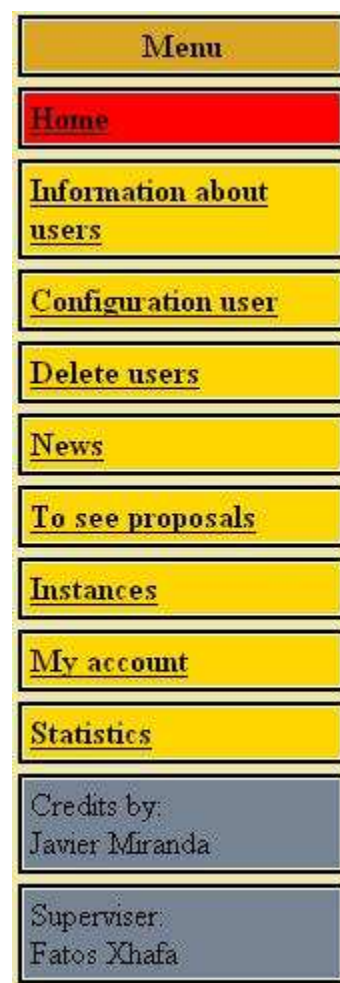 Menu
Home
Information about
users
Configuration user
Delete users
News
To see proposals
Instances
My account
Statistics
Credits by:
Javier Miranda
Superviser:
Fatos Xhafa